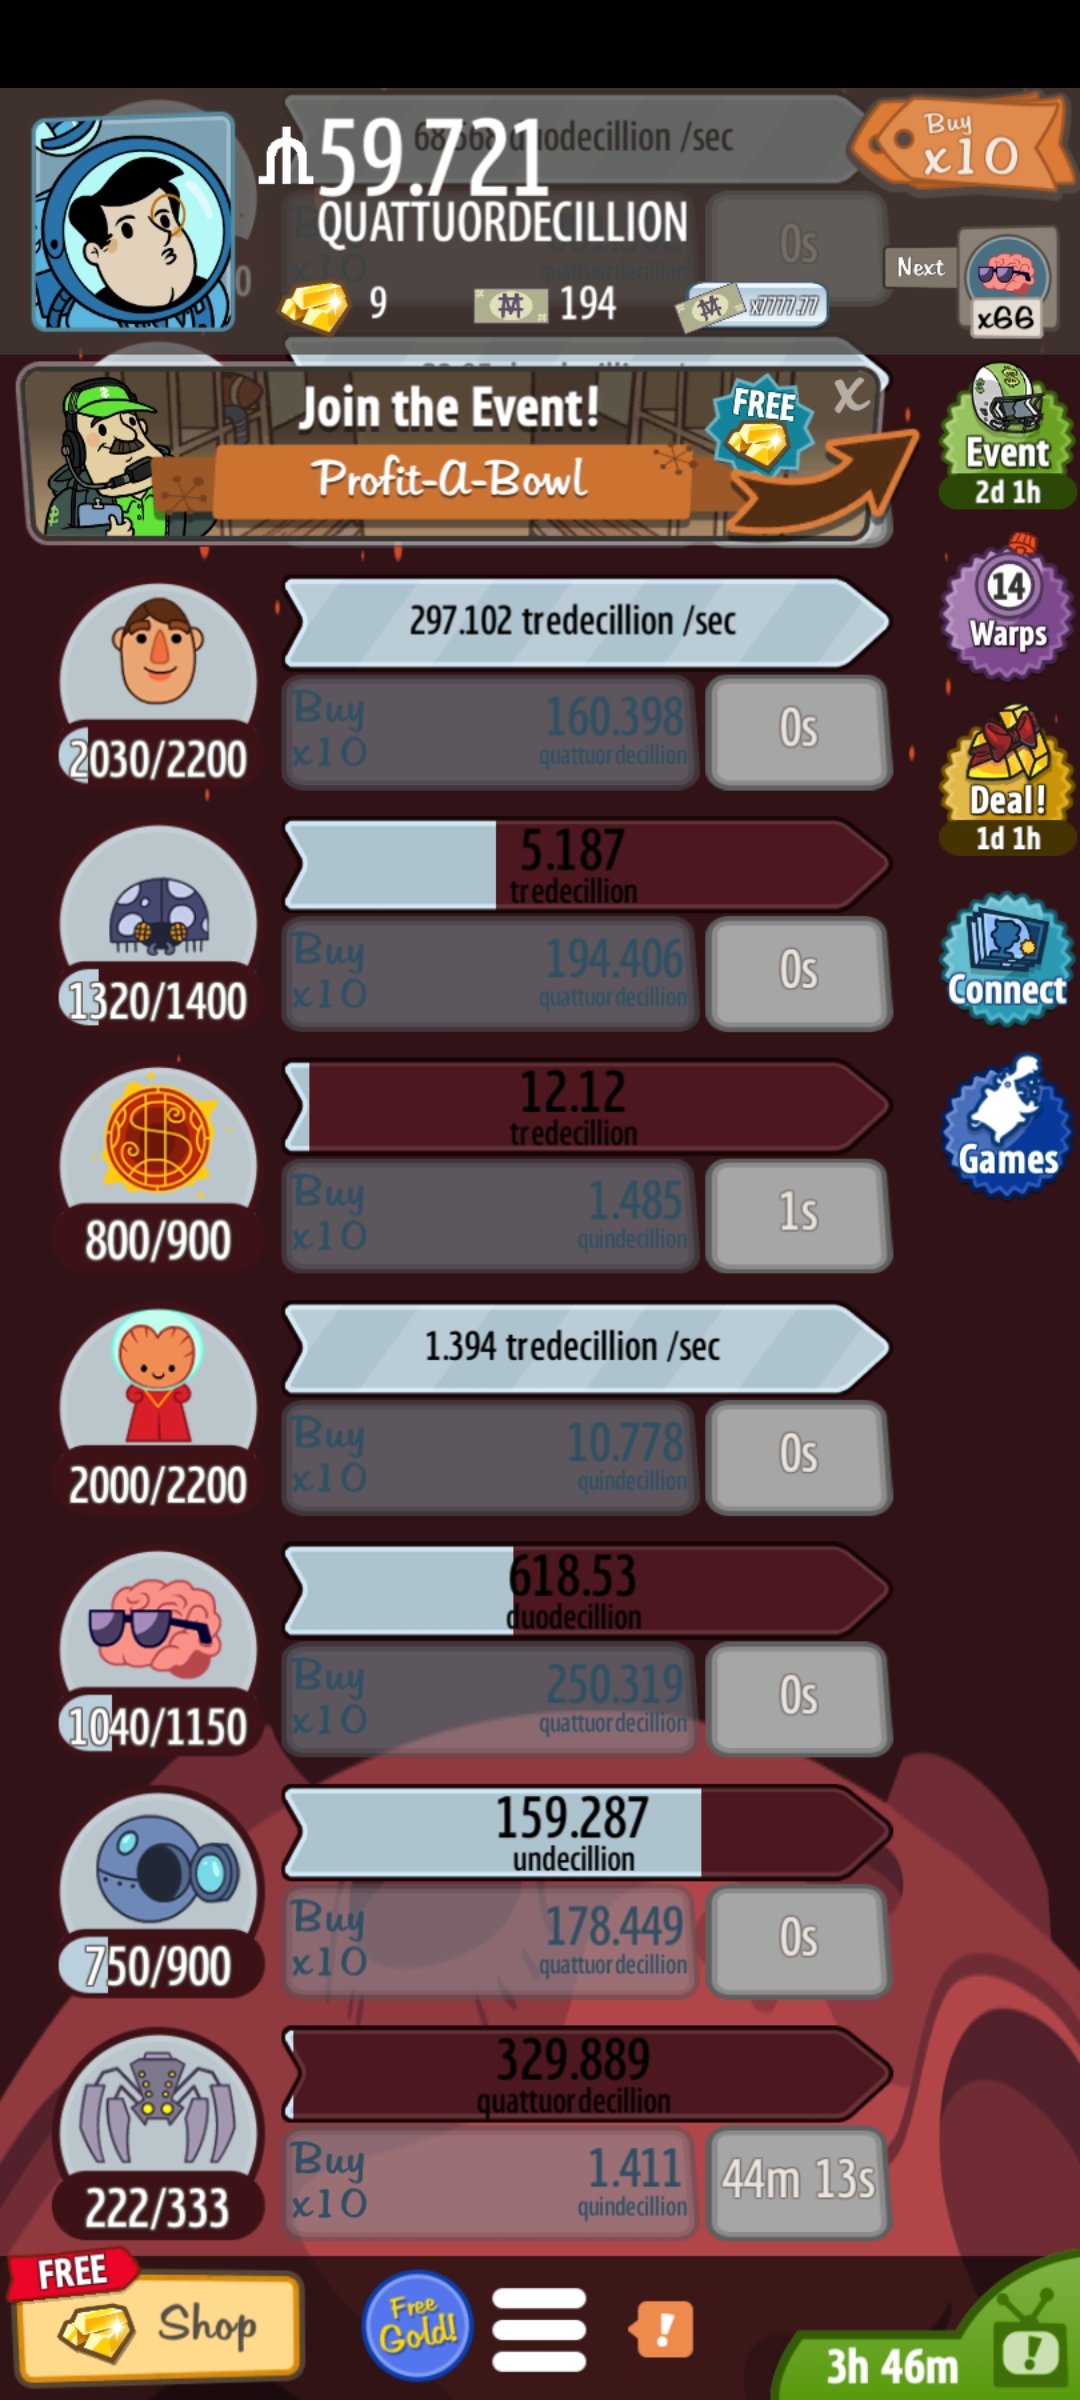 59.721
QUATTUORDECILLION
Buy
x10
9
194
x7777.77
Next
x66
0s
Join the Event!
Profit-A-Bowl
FREE
X
Event
2d 1h
14
Warps
Deal!
1d 1h
Connect
Games
297.102 tredecillion /sec
2030/2200
Buy
x10
160.398
quattuordecillion
0s
5.187
tredecillion
1320/1400
Buy
x10
194.406
quattuordecillion
0s
12.12
tredecillion
800/900
Buy
x10
1.485
quindecillion
1s
1.394 tredecillion /sec
2000/2200
Buy
x10
10.778
quindecillion
0s
618.53
duodecillion
1040/1150
Buy
x10
250.319
quattuordecillion
0s
159.287
undecillion
750/900
Buy
x10
178.449
quattuordecillion
0s
329.889
quattuordecillion
222/333
Buy
x10
1.411
quindecillion
44m 13s
FREE
Shop
Free
Gold!
!
3h 46m
!